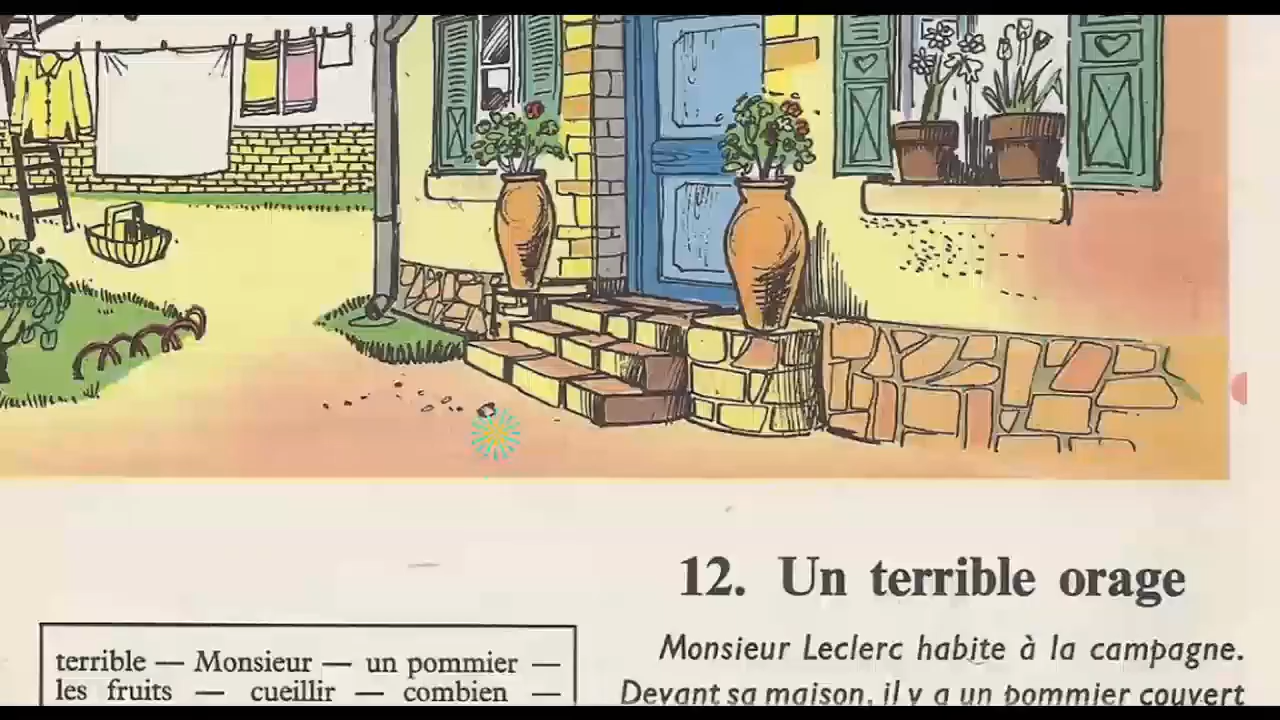 12. Un terrible orage
terrible — Monsieur — un pommier —
les fruits — cueillir — combien —
Monsieur Leclerc habite à la campagne.
Devant sa maison, il y a un pommier couvert